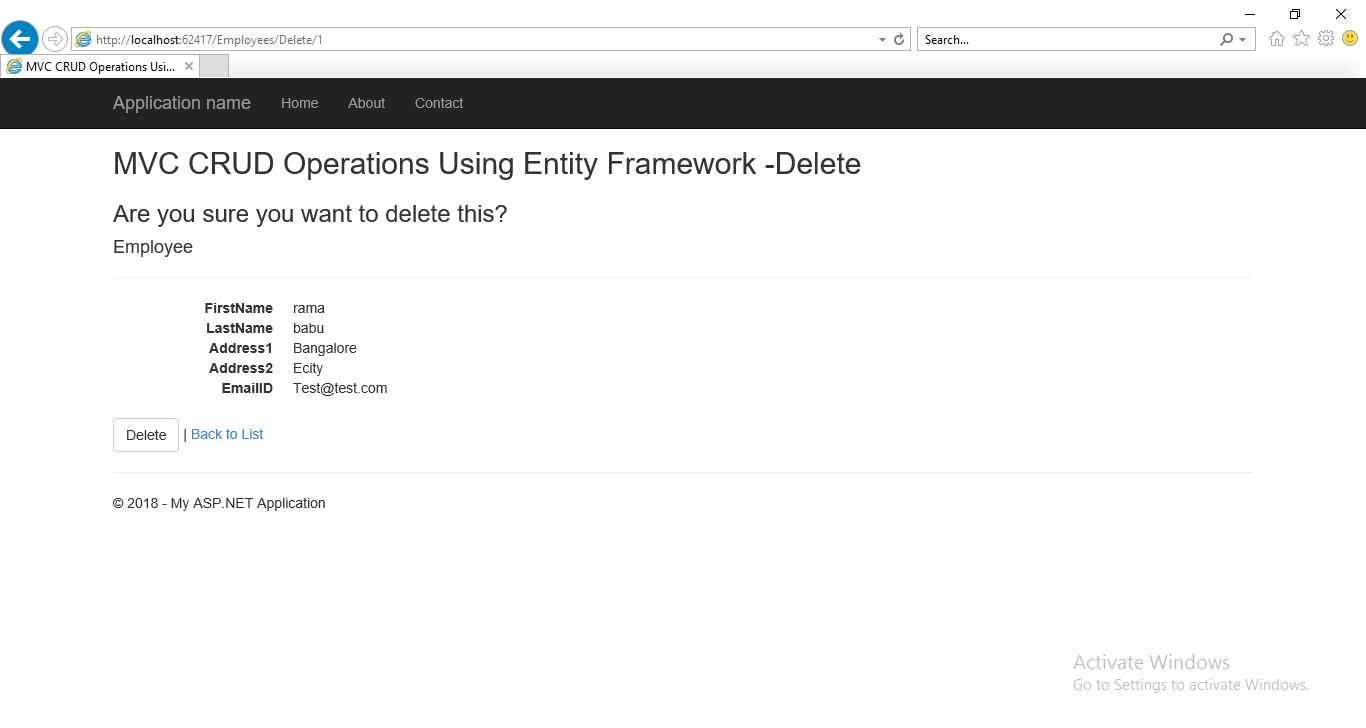 http://localhost:62417/Employees/Delete/1
Search...
MVC CRUD Operations Usi...
Application name Home About Contact
MVC CRUD Operations Using Entity Framework -Delete
Are you sure you want to delete this?
Employee
FirstName rama
LastName babu
Address1 Bangalore
Address2 Ecity
EmailID Test@test.com
Delete | Back to List
© 2018 - My ASP.NET Application
Activate Windows
Go to Settings to activate Windows.